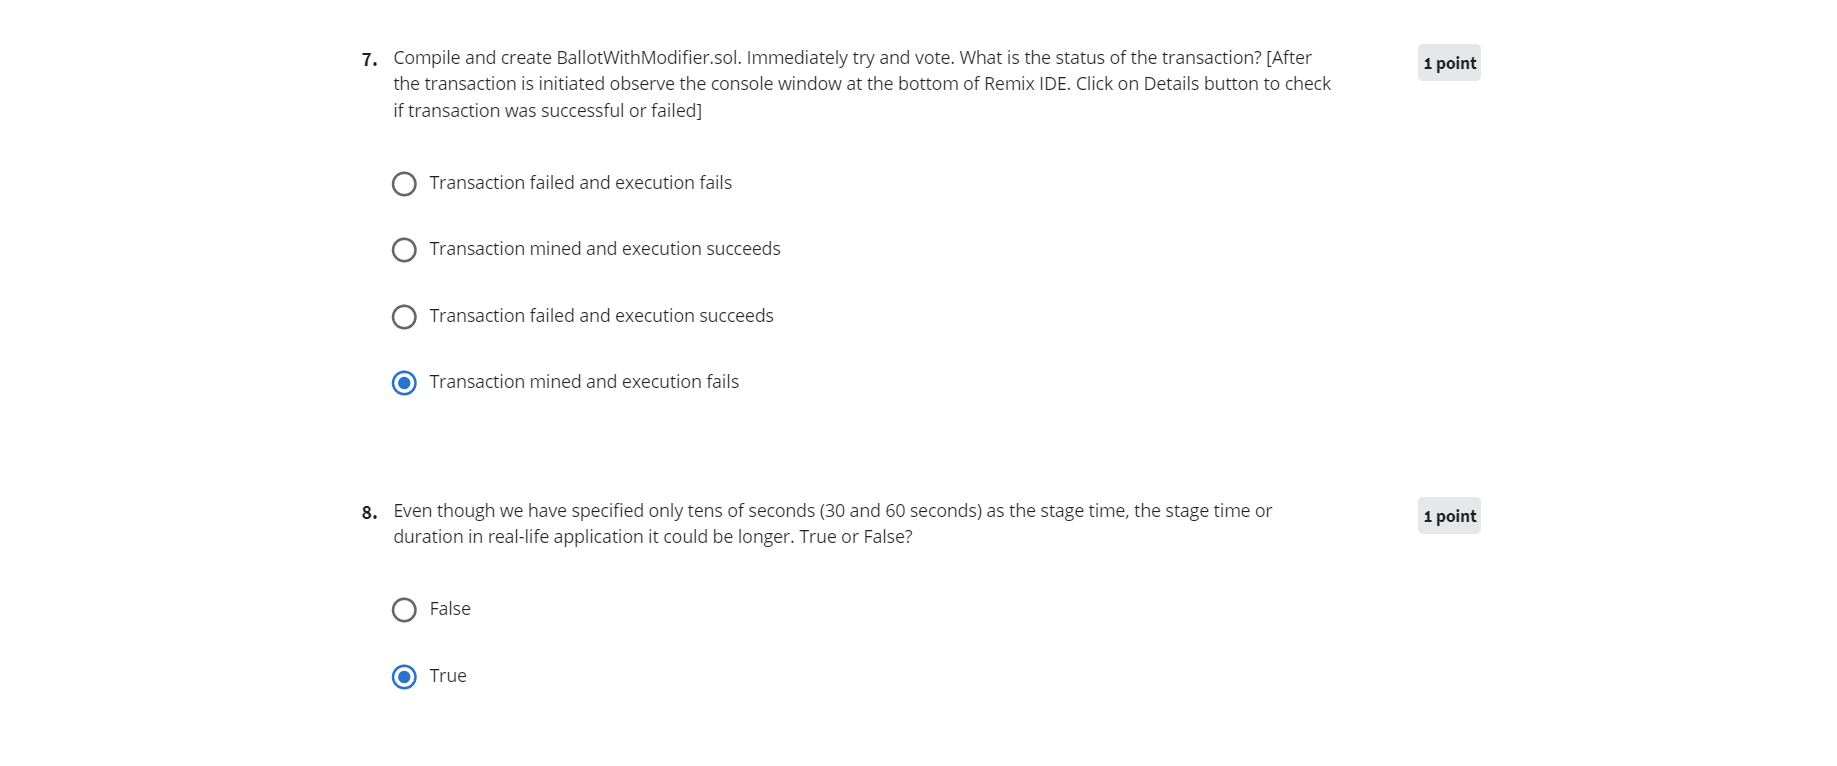 7. Compile and create BallotWithModifier.sol. Immediately try and vote. What is the status of the transaction? [After 1 point
the transaction is initiated observe the console window at the bottom of Remix IDE. Click on Details button to check
if transaction was successful or failed]
Transaction failed and execution fails
Transaction mined and execution succeeds
Transaction failed and execution succeeds
Transaction mined and execution fails
8. Even though we have specified only tens of seconds (30 and 60 seconds) as the stage time, the stage time or 1 point
duration in real-life application it could be longer. True or False?
False
True